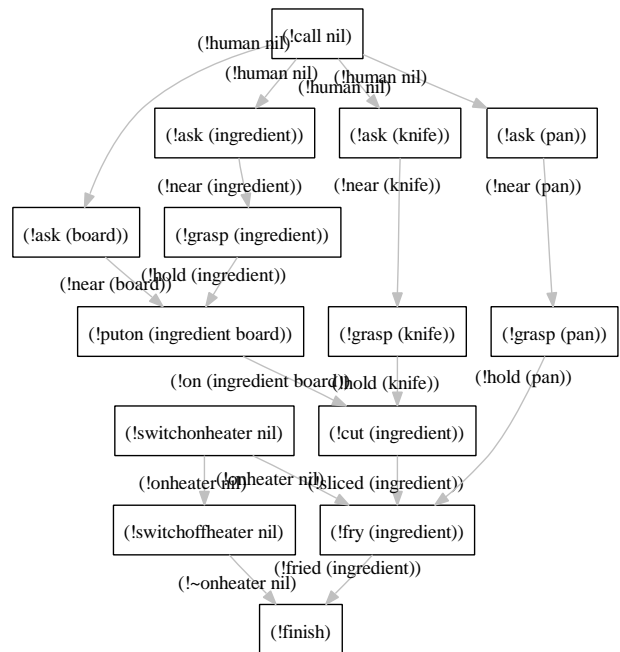 (!call nil)
(!human nil)
(!human nil)
(!human nil)
(!human nil)
(!ask (ingredient))
(!ask (knife))
(!ask (pan))
(!near (ingredient))
(!near (knife))
(!near (pan))
(!ask (board))
(!grasp (ingredient))
(!near (board))
(!hold (ingredient))
(!puton (ingredient board))
(!grasp (knife))
(!grasp (pan))
(!on (ingredient board))
(!hold (knife))
(!hold (pan))
(!switchonheater nil)
(!cut (ingredient))
(!onheater nil)
(!onheater nil)
(!sliced (ingredient))
(!switchoffheater nil)
(!fry (ingredient))
(!~onheater nil)
(!fried (ingredient))
(!finish)